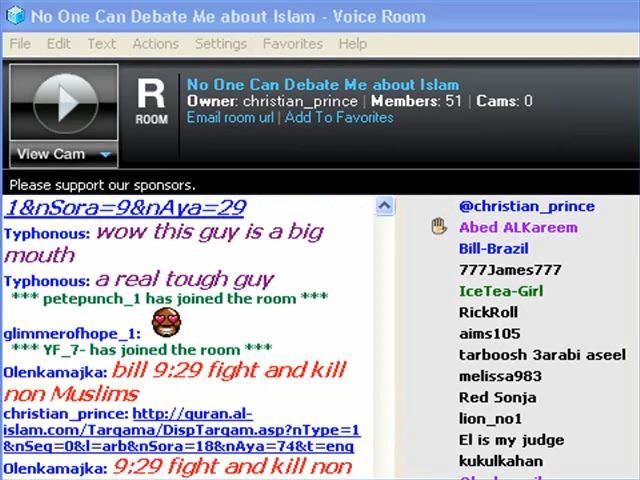 No One Can Debate Me about Islam - Voice Room
File Edit Text Actions Settings Favorites Help
R
ROOM
No One Can Debate Me about Islam
Owner: christian_prince | Members: 51 | Cams: 0
Email room url | Add To Favorites
View Cam
Please support our sponsors.
1&nSora=9&nAya=29
Typhonous: wow this guy is a big
mouth
Typhonous: a real tough guy
*** petepunch_1 has joined the room ***
glimmerofhope_1:
*** YF_7- has joined the room ***
Olenkamajka: bill 9:29 fight and kill
non Muslims
christian_prince: http://quran.al-
islam.com/Targama/DispTargam.asp?nType=1
&nSeg=0&l=arb&nSora=18&nAya=74&t=eng
Olenkamajka: 9:29 fight and kill non
@christian_prince
Abed ALKareem
Bill-Brazil
777James777
IceTea-Girl
RickRoll
aims105
tarboosh 3arabi aseel
melissa983
Red Sonja
lion_no1
El is my judge
kukulkahan